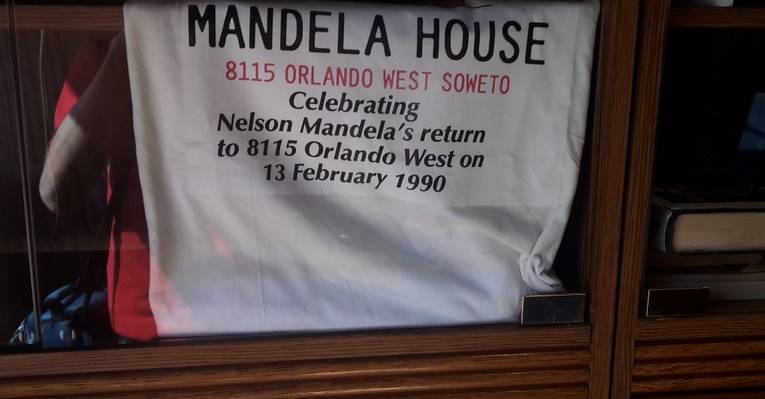 MANDELA HOUSE
8115 ORLANDO WEST SOWETO
Celebrating
Nelson Mandela's return
to 8115 Orlando West on
13 February 1990